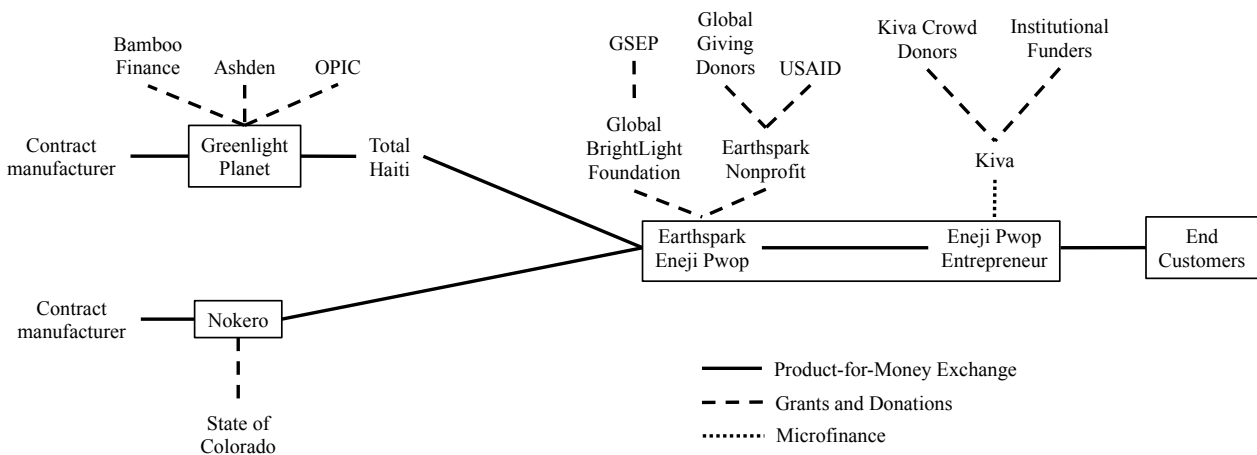 Bamboo
Finance
Ashden
OPIC
GSEP
Global
Giving
Donors
USAID
Kiva Crowd
Donors
Institutional
Funders
Contract
manufacturer
Greenlight
Planet
Total
Haiti
Global
BrightLight
Foundation
Earthspark
Nonprofit
Kiva
Earthspark
Eneji Pwop
Eneji Pwop
Entrepreneur
End
Customers
Contract
manufacturer
Nokero
State of
Colorado
Product-for-Money Exchange
Grants and Donations
Microfinance